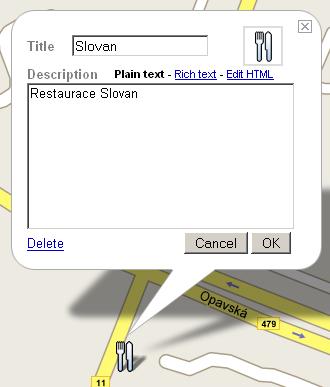 Title Slovan
Description Plain text - Rich text - Edit HTML
Restaurace Slovan
Delete Cancel OK
Opavská
479
11